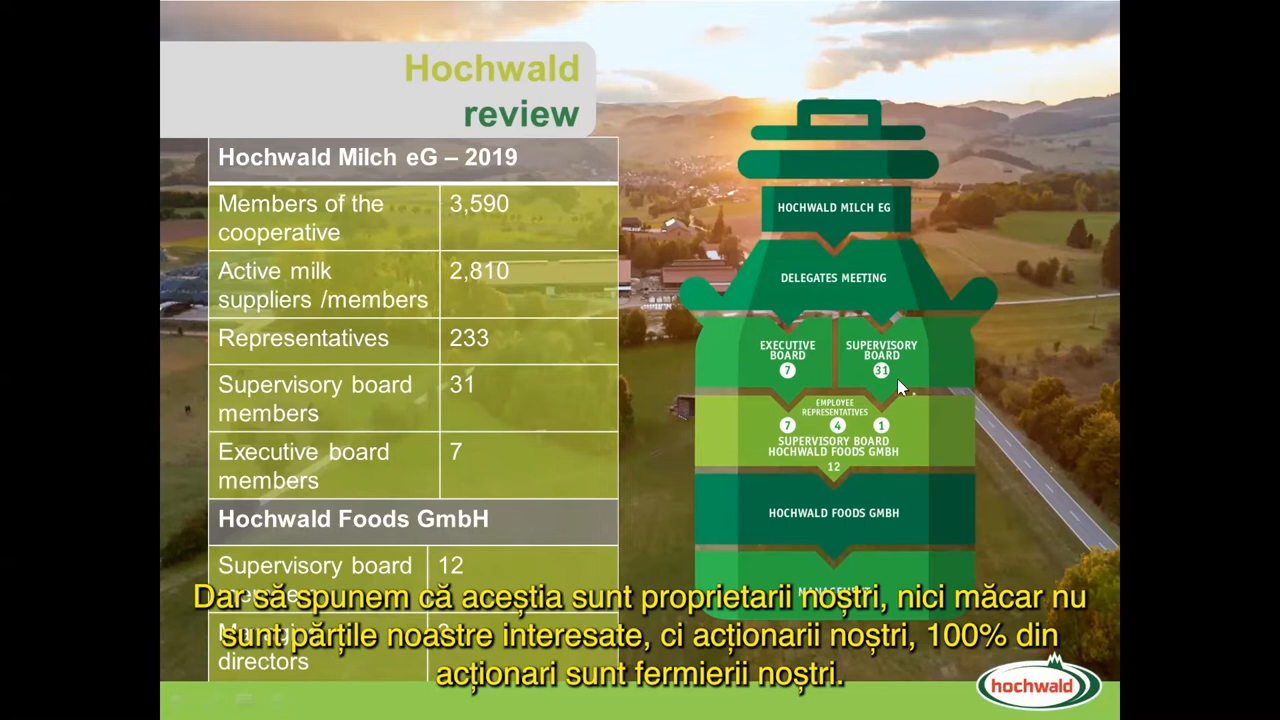 Hochwald
review
Hochwald Milch eG – 2019
Members of the
cooperative
3,590
Active milk
suppliers /members
2,810
Representatives
233
Supervisory board
members
31
Executive board
members
7
Hochwald Foods GmbH
Supervisory board
12
directors
HOCHWALD MILCH EG
DELEGATES MEETING
EXECUTIVE
BOARD
7
SUPERVISORY
BOARD
31
EMPLOYEE
REPRESENTATIVES
7 4 1
SUPERVISORY BOARD
HOCHWALD FOODS GMBH
12
HOCHWALD FOODS GMBH
Dar să spunem că aceștia sunt proprietarii noștri, nici măcar nu
sunt părțile noastre interesate, ci acționarii noștri, 100% din
acționari sunt fermierii noștri.
hochwald